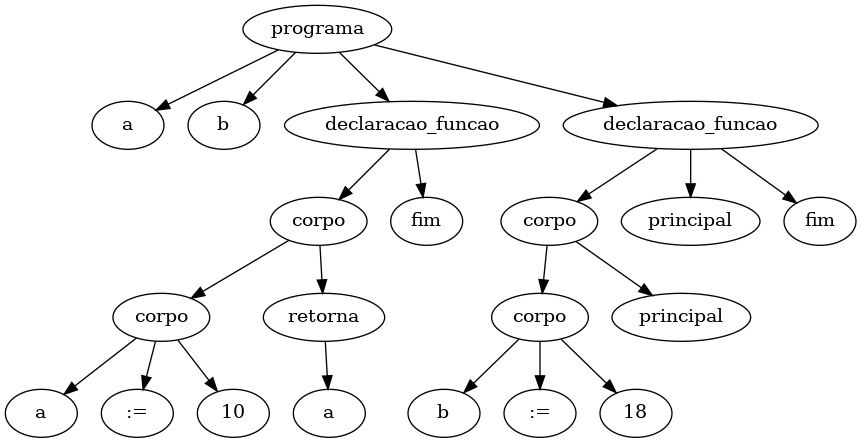 programa
a b declaracao_funcao declaracao_funcao
corpo fim corpo principal fim
corpo retorna corpo principal
a := 10 a b := 18